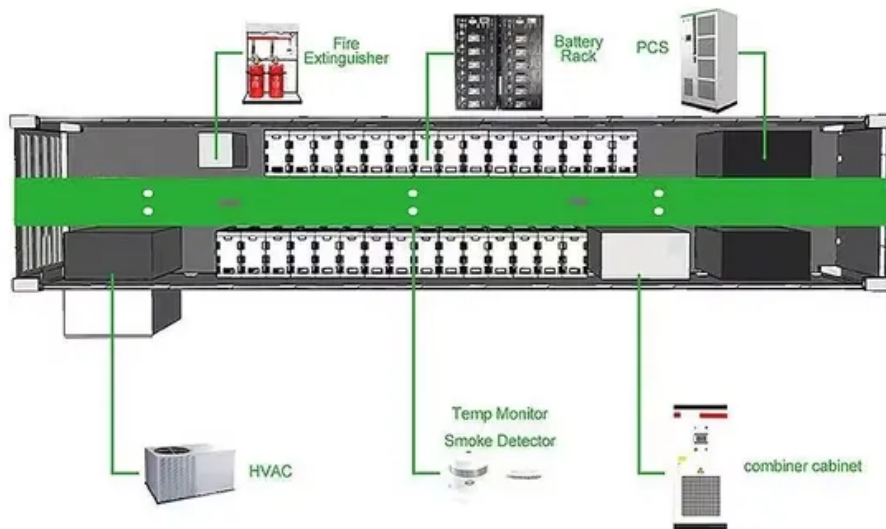 Fire
Extinguisher
Battery
Rack
PCS
HVAC
Temp Monitor
Smoke Detector
combiner cabinet